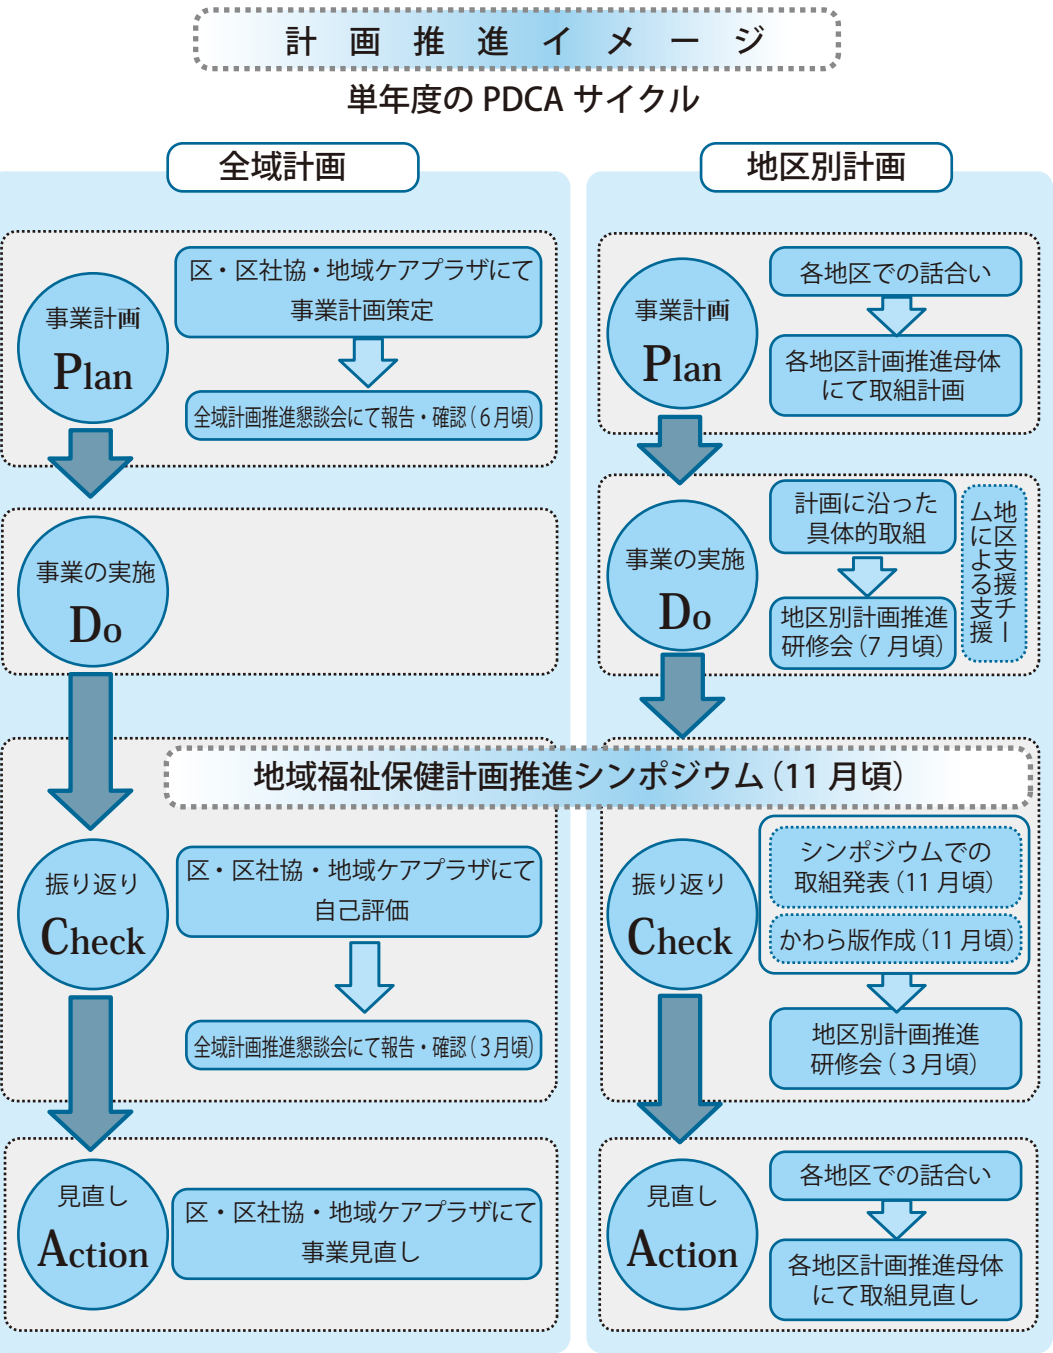 計画推進イメージ
単年度の PDCA サイクル
全域計画
事業計画
Plan
区・区社協・地域ケアプラザにて
事業計画策定
全域計画推進懇談会にて報告・確認(6月頃)
事業の実施
Do
地区別計画
事業計画
Plan
各地区での話合い
各地区計画推進母体
にて取組計画
事業の実施
Do
計画に沿った
具体的取組
地区別計画推進
研修会(7月頃)
地区支援チー
ムによる支援
地域福祉保健計画推進シンポジウム(11月頃)
振り返り
Check
区・区社協・地域ケアプラザにて
自己評価
全域計画推進懇談会にて報告・確認(3月頃)
見直し
Action
区・区社協・地域ケアプラザにて
事業見直し
振り返り
Check
シンポジウムでの
取組発表(11月頃)
かわら版作成(11月頃)
地区別計画推進
研修会(3月頃)
見直し
Action
各地区での話合い
各地区計画推進母体
にて取組見直し